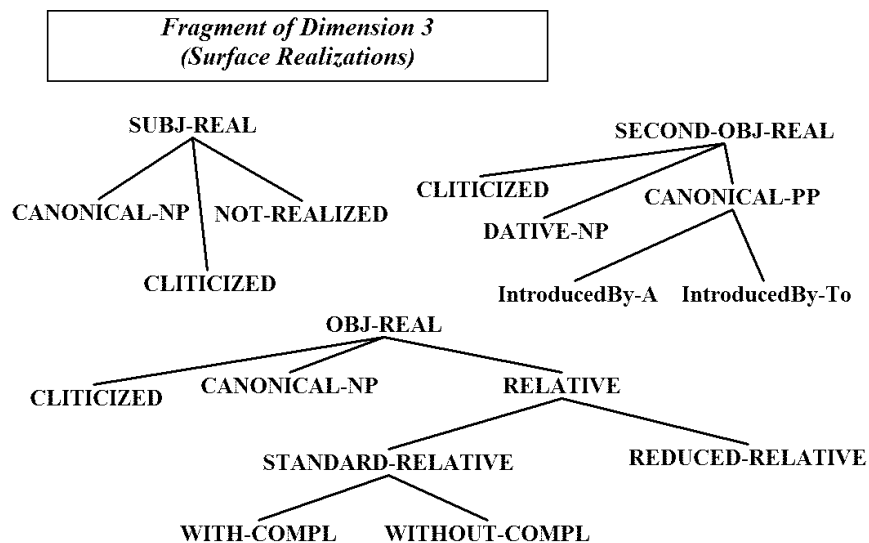 Fragment of Dimension 3
(Surface Realizations)
SUBJ-REAL
CANONICAL-NP NOT-REALIZED
CLITICIZED
SECOND-OBJ-REAL
CLITICIZED
CANONICAL-PP
DATIVE-NP
IntroducedBy-A IntroducedBy-To
OBJ-REAL
CLITICIZED
CANONICAL-NP
RELATIVE
STANDARD-RELATIVE
REDUCED-RELATIVE
WITH-COMPL WITHOUT-COMPL